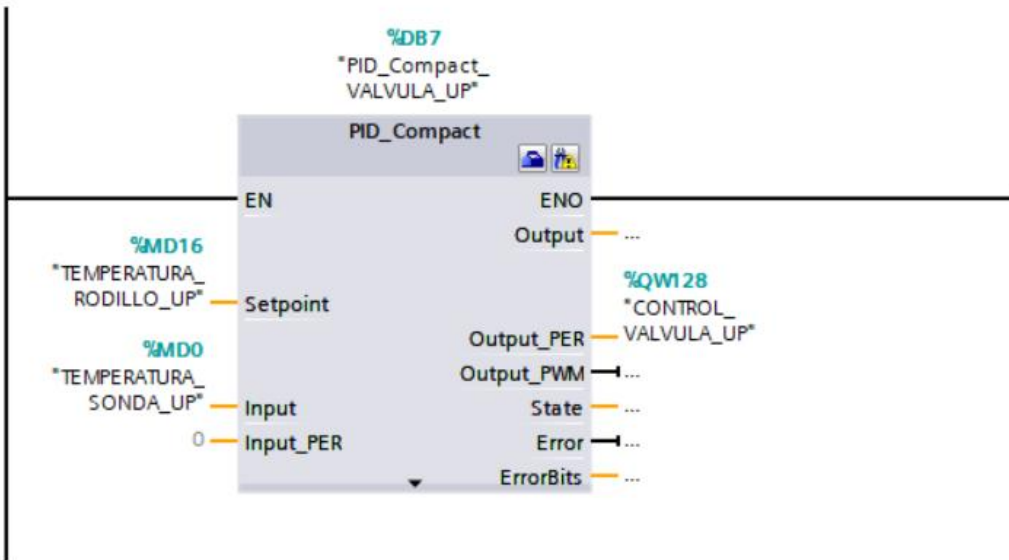 %DB7
"PID_Compact_
VALVULA_UP"
PID_Compact
EN
ENO
Output
...
%MD16
"TEMPERATURA_
RODILLO_UP"
Setpoint
%QW128
"CONTROL_
VALVULA_UP"
Output_PER
%MD0
"TEMPERATURA_
SONDA_UP"
Output_PWM
...
Input
State
...
0
Input_PER
Error
...
ErrorBits
...